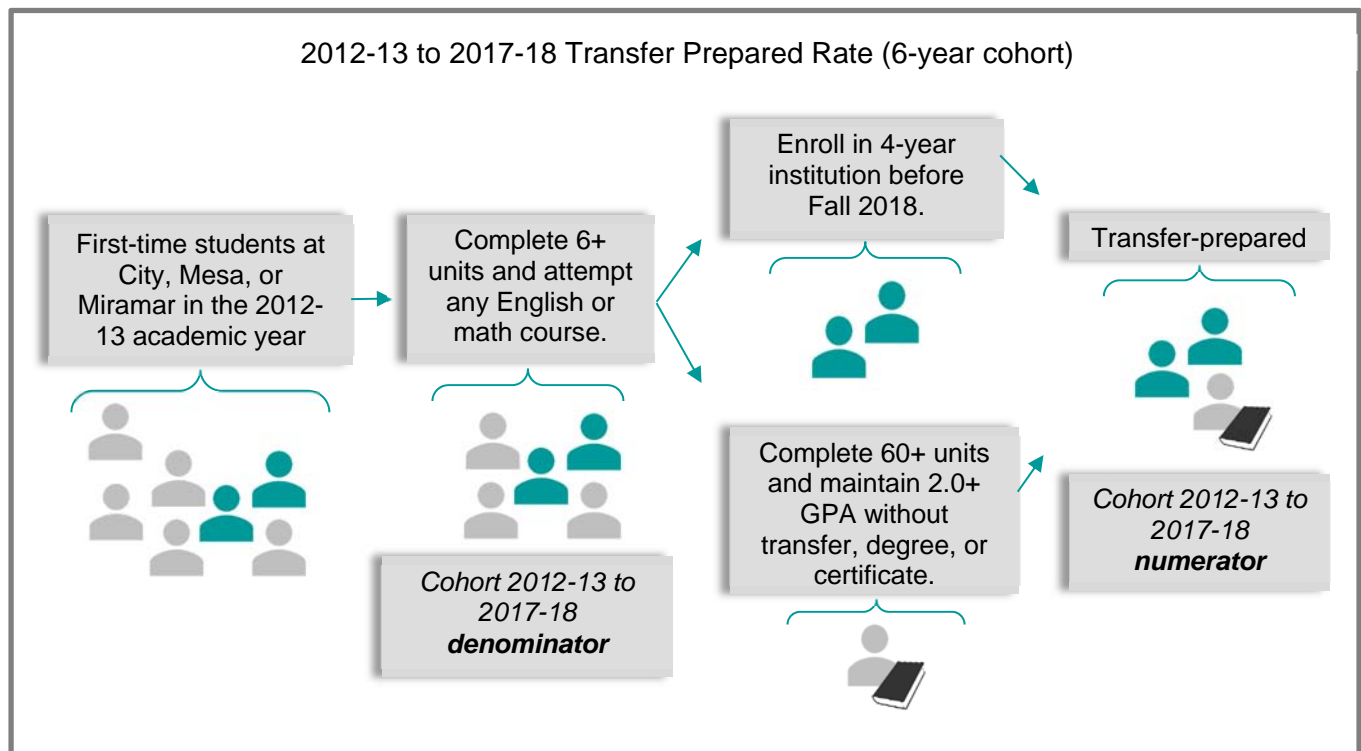 2012-13 to 2017-18 Transfer Prepared Rate (6-year cohort)
First-time students at
City, Mesa, or
Miramar in the 2012-
13 academic year
Complete 6+
units and attempt
any English or
math course.
Cohort 2012-13 to
2017-18
denominator
Enroll in 4-year
institution before
Fall 2018.
Complete 60+ units
and maintain 2.0+
GPA without
transfer, degree, or
certificate.
Transfer-prepared
Cohort 2012-13 to
2017-18
numerator